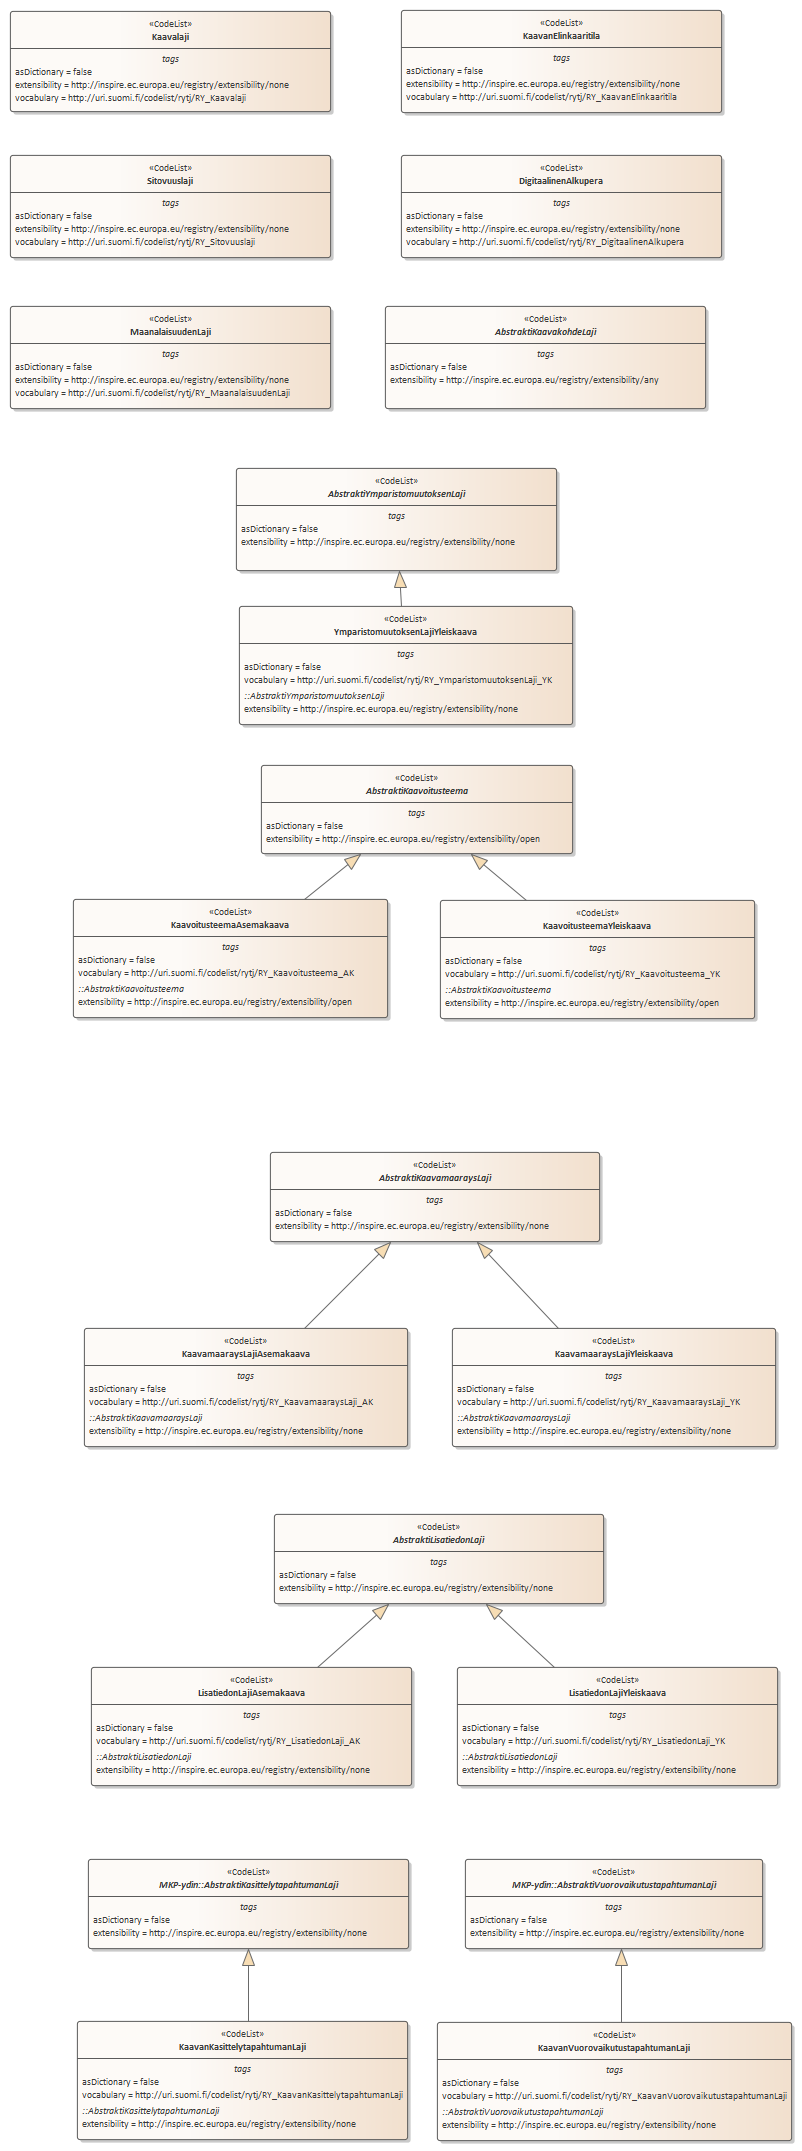 «CodeList»
Kaavalaji
tags
asDictionary = false
extensibility = http://inspire.ec.europa.eu/registry/extensibility/none
vocabulary = http://uri.suomi.fi/codelist/rytj/RY_Kaavalaji
«CodeList»
KaavanElinkaaritila
tags
asDictionary = false
extensibility = http://inspire.ec.europa.eu/registry/extensibility/none
vocabulary = http://uri.suomi.fi/codelist/rytj/RY_KaavanElinkaaritila
«CodeList»
Sitovuuslaji
tags
asDictionary = false
extensibility = http://inspire.ec.europa.eu/registry/extensibility/none
vocabulary = http://uri.suomi.fi/codelist/rytj/RY_Sitovuuslaji
«CodeList»
DigitaalinenAlkupera
tags
asDictionary = false
extensibility = http://inspire.ec.europa.eu/registry/extensibility/none
vocabulary = http://uri.suomi.fi/codelist/rytj/RY_DigitaalinenAlkupera
«CodeList»
MaanalaisuudenLaji
tags
asDictionary = false
extensibility = http://inspire.ec.europa.eu/registry/extensibility/none
vocabulary = http://uri.suomi.fi/codelist/rytj/RY_MaanalaisuudenLaji
«CodeList»
AbstraktiKaavakohdeLaji
tags
asDictionary = false
extensibility = http://inspire.ec.europa.eu/registry/extensibility/any
«CodeList»
AbstraktiYmparistomuutoksenLaji
tags
asDictionary = false
extensibility = http://inspire.ec.europa.eu/registry/extensibility/none
«CodeList»
YmparistomuutoksenLajiYleiskaava
tags
asDictionary = false
vocabulary = http://uri.suomi.fi/codelist/rytj/RY_YmparistomuutoksenLaji_YK
::AbstraktiYmparistomuutoksenLaji
extensibility = http://inspire.ec.europa.eu/registry/extensibility/none
«CodeList»
AbstraktiKaavoitusteema
tags
asDictionary = false
extensibility = http://inspire.ec.europa.eu/registry/extensibility/open
«CodeList»
KaavoitusteemaAsemakaava
tags
asDictionary = false
vocabulary = http://uri.suomi.fi/codelist/rytj/RY_Kaavoitusteema_AK
::AbstraktiKaavoitusteema
extensibility = http://inspire.ec.europa.eu/registry/extensibility/open
«CodeList»
KaavoitusteemaYleiskaava
tags
asDictionary = false
vocabulary = http://uri.suomi.fi/codelist/rytj/RY_Kaavoitusteema_YK
::AbstraktiKaavoitusteema
extensibility = http://inspire.ec.europa.eu/registry/extensibility/open
«CodeList»
AbstraktiKaavamaaraysLaji
tags
asDictionary = false
extensibility = http://inspire.ec.europa.eu/registry/extensibility/none
«CodeList»
KaavamaaraysLajiAsemakaava
tags
asDictionary = false
vocabulary = http://uri.suomi.fi/codelist/rytj/RY_KaavamaaraysLaji_AK
::AbstraktiKaavamaaraysLaji
extensibility = http://inspire.ec.europa.eu/registry/extensibility/none
«CodeList»
KaavamaaraysLajiYleiskaava
tags
asDictionary = false
vocabulary = http://uri.suomi.fi/codelist/rytj/RY_KaavamaaraysLaji_YK
::AbstraktiKaavamaaraysLaji
extensibility = http://inspire.ec.europa.eu/registry/extensibility/none
«CodeList»
AbstraktiLisatiedonLaji
tags
asDictionary = false
extensibility = http://inspire.ec.europa.eu/registry/extensibility/none
«CodeList»
LisatiedonLajiAsemakaava
tags
asDictionary = false
vocabulary = http://uri.suomi.fi/codelist/rytj/RY_LisatiedonLaji_AK
::AbstraktiLisatiedonLaji
extensibility = http://inspire.ec.europa.eu/registry/extensibility/none
«CodeList»
LisatiedonLajiYleiskaava
tags
asDictionary = false
vocabulary = http://uri.suomi.fi/codelist/rytj/RY_LisatiedonLaji_YK
::AbstraktiLisatiedonLaji
extensibility = http://inspire.ec.europa.eu/registry/extensibility/none
«CodeList»
MKP-ydin::AbstraktiKasittelytapahtumanLaji
tags
asDictionary = false
extensibility = http://inspire.ec.europa.eu/registry/extensibility/none
«CodeList»
MKP-ydin::AbstraktiVuorovaikutustapahtumanLaji
tags
asDictionary = false
extensibility = http://inspire.ec.europa.eu/registry/extensibility/none
«CodeList»
KaavanKasittelytapahtumanLaji
tags
asDictionary = false
vocabulary = http://uri.suomi.fi/codelist/rytj/RY_KaavanKasittelytapahtumanLaji
::AbstraktiKasittelytapahtumanLaji
extensibility = http://inspire.ec.europa.eu/registry/extensibility/none
«CodeList»
KaavanVuorovaikutustapahtumanLaji
tags
asDictionary = false
vocabulary = http://uri.suomi.fi/codelist/rytj/RY_KaavanVuorovaikutustapahtumanLaji
::AbstraktiVuorovaikutustapahtumanLaji
extensibility = http://inspire.ec.europa.eu/registry/extensibility/none